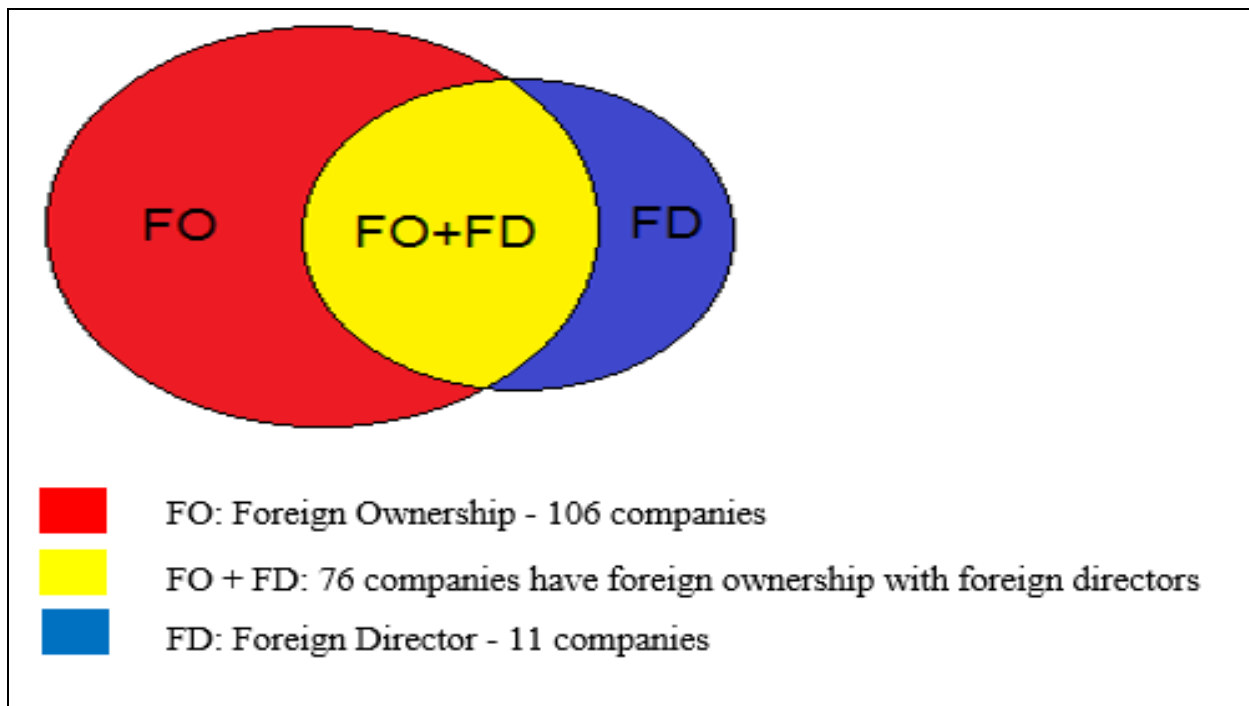 FO
FO+FD
FD
FO: Foreign Ownership - 106 companies
FO + FD: 76 companies have foreign ownership with foreign directors
FD: Foreign Director - 11 companies